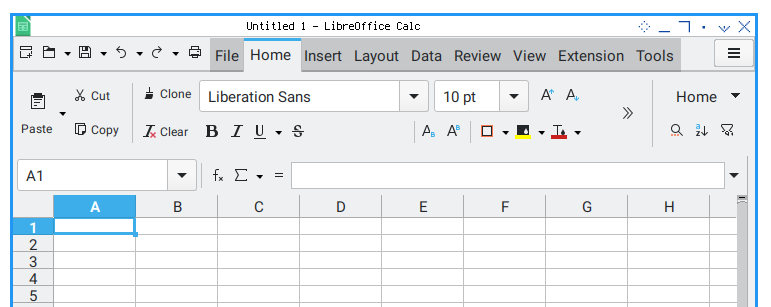 Untitled 1 - LibreOffice Calc
File Home Insert Layout Data Review View Extension Tools
Paste Cut Copy Clone Clear Liberation Sans 10 pt Home
B I U S A B A B
A1 fx Σ =
A B C D E F G H
1
2
3
4
5